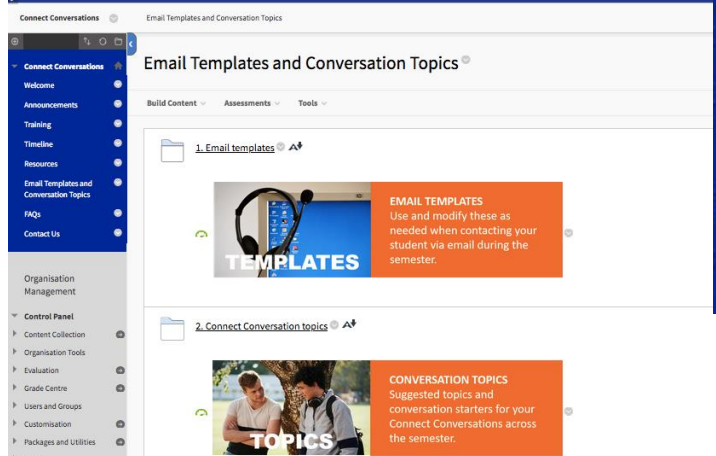 Connect Conversations
Email Templates and Conversation Topics
Connect Conversations
Welcome
Announcements
Training
Timeline
Resources
Email Templates and
Conversation Topics
FAQs
Contact Us
Organisation
Management
Control Panel
Content Collection
Organisation Tools
Evaluation
Grade Centre
Users and Groups
Customisation
Packages and Utilities
Email Templates and Conversation Topics
Build Content
Assessments
Tools
1. Email templates
TEMPLATES
EMAIL TEMPLATES
Use and modify these as
needed when contacting your
student via email during the
semester.
2. Connect Conversation topics
TOPICS
CONVERSATION TOPICS
Suggested topics and
conversation starters for your
Connect Conversations across
the semester.